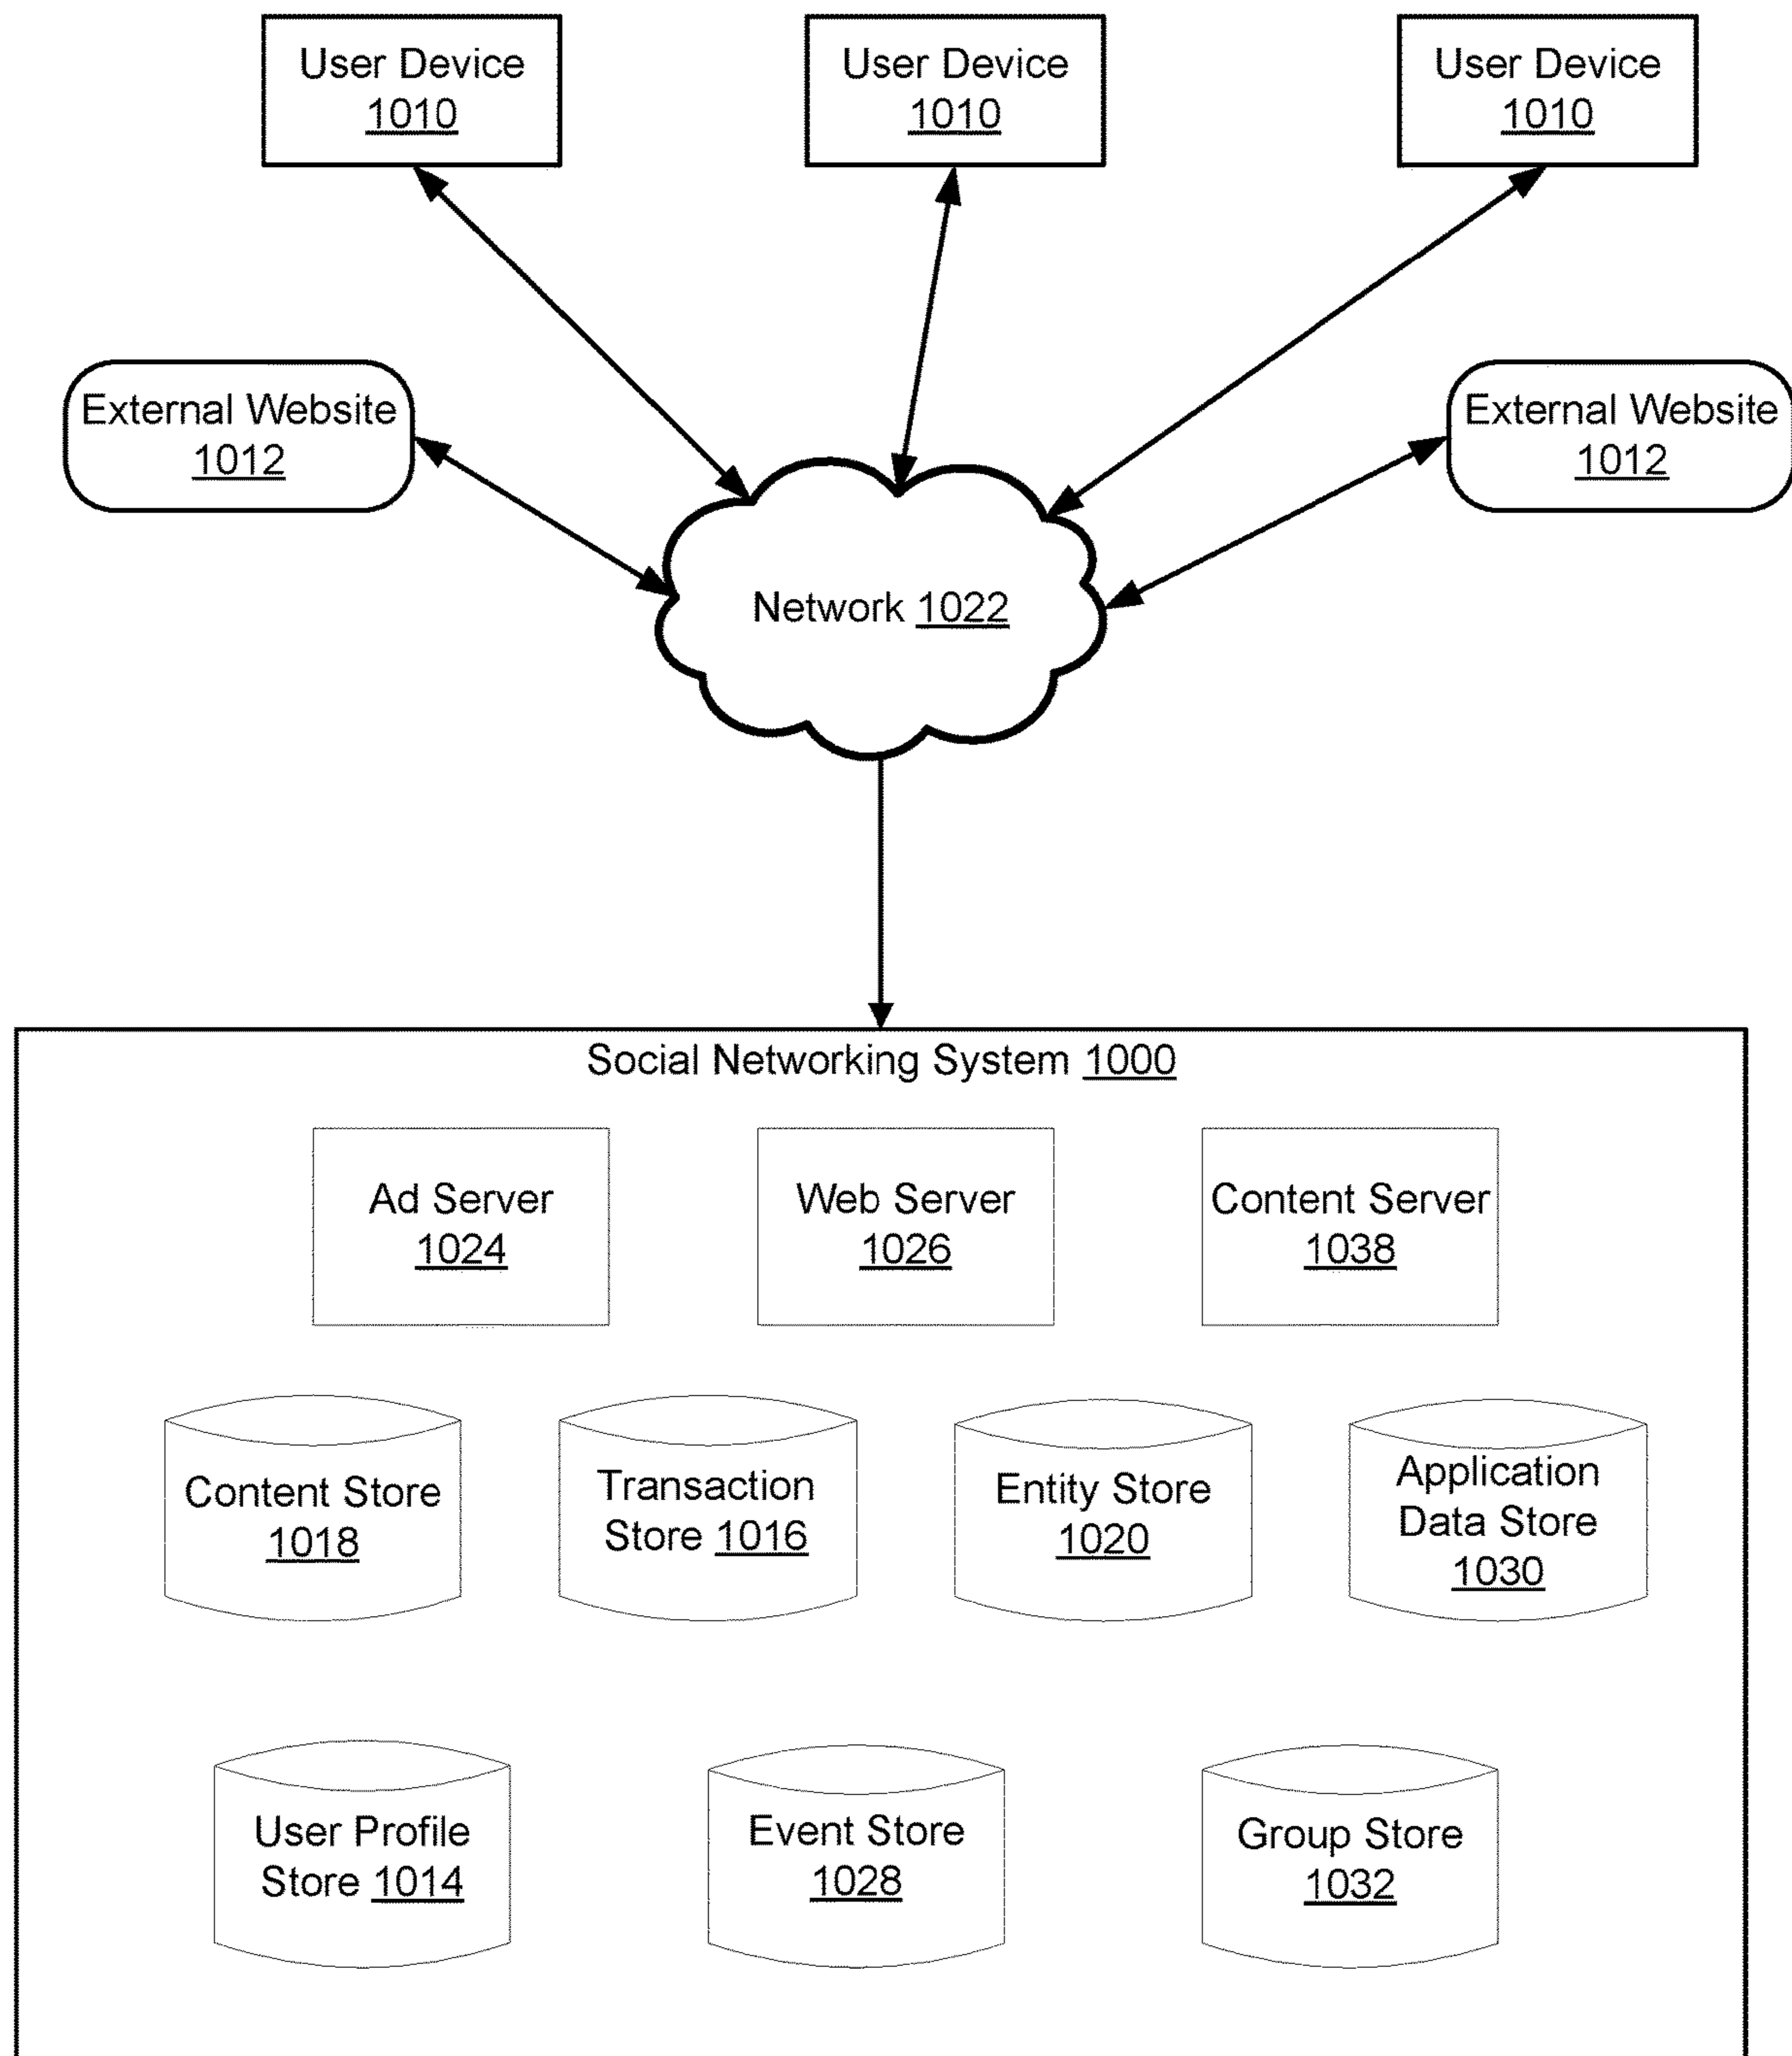 User Device
1010
User Device
1010
User Device
1010
External Website
1012
External Website
1012
Network 1022
Social Networking System 1000
Ad Server
1024
Web Server
1026
Content Server
1038
Content Store
1018
Transaction
Store 1016
Entity Store
1020
Application
Data Store
1030
User Profile
Store 1014
Event Store
1028
Group Store
1032